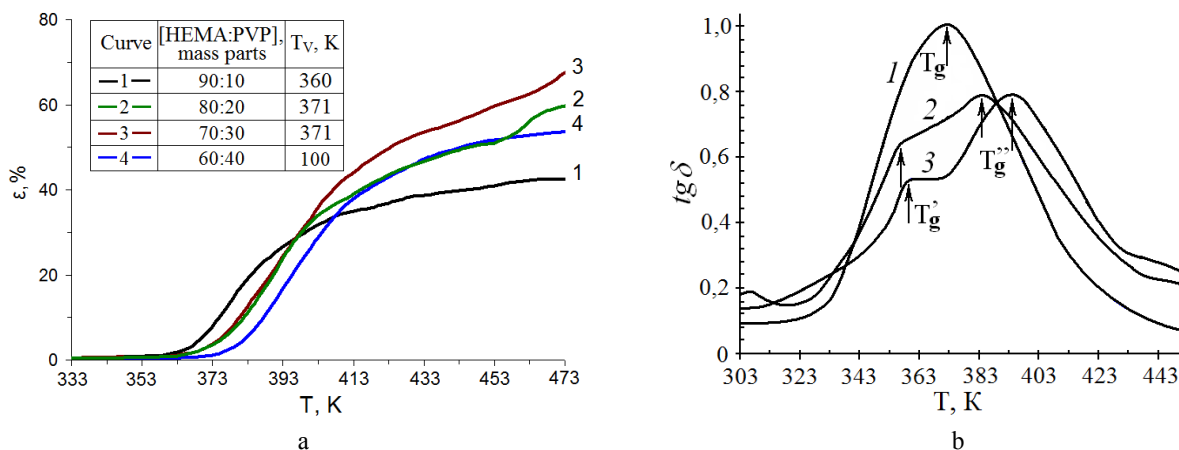 80
60
40
20
0
ε, %
Curve [HEMA:PVP], mass parts T_V, K
1 90:10 360
2 80:20 371
3 70:30 371
4 60:40 100
3
2
4
1
333 353 373 393 413 433 453 473
T, K
a
1,0
0,8
0,6
0,4
0,2
0
tg δ
1
T_g
2
T_g''
3
T_g'
303 323 343 363 383 403 423 443
T, K
b